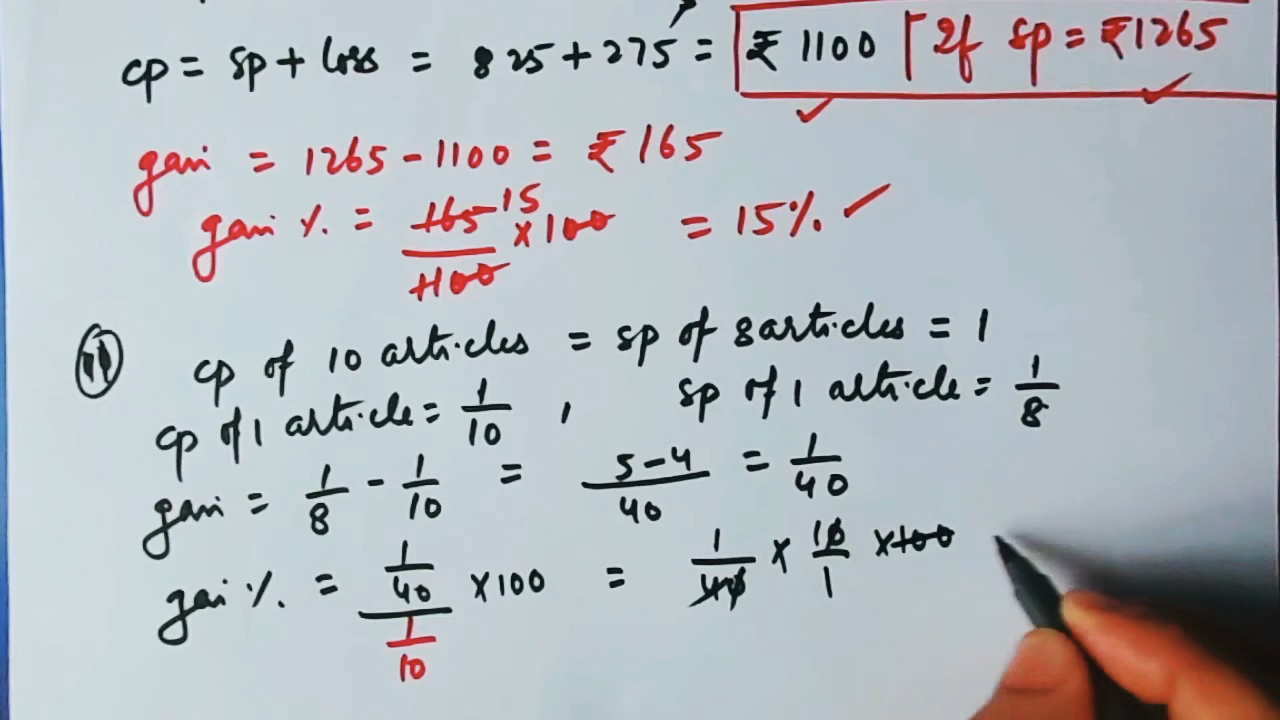 cp = sp + loss = 825 + 275 = ₹ 1100 | If sp = ₹1265
gain = 1265 - 1100 = ₹ 165
gain % = 165/1100 15 × 100 = 15%
11 cp of 10 articles = sp of 8 articles = 1
cp of 1 article = 1/10 , sp of 1 article = 1/8
gain = 1/8 - 1/10 = 5-4/40 = 1/40
gain % = 1/40 / 1/10 × 100 = 1/40 × 10/1 × 100